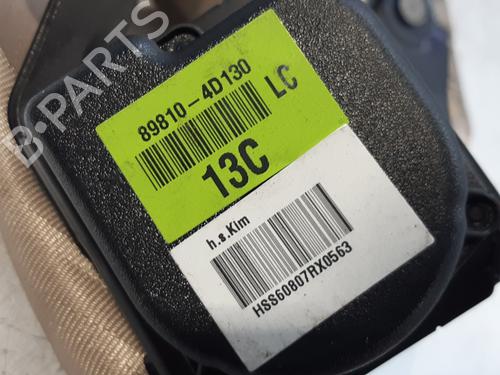 B-PARTS
89810-4D130
LC
13C
h.s.Kim
HSS60807RX0563